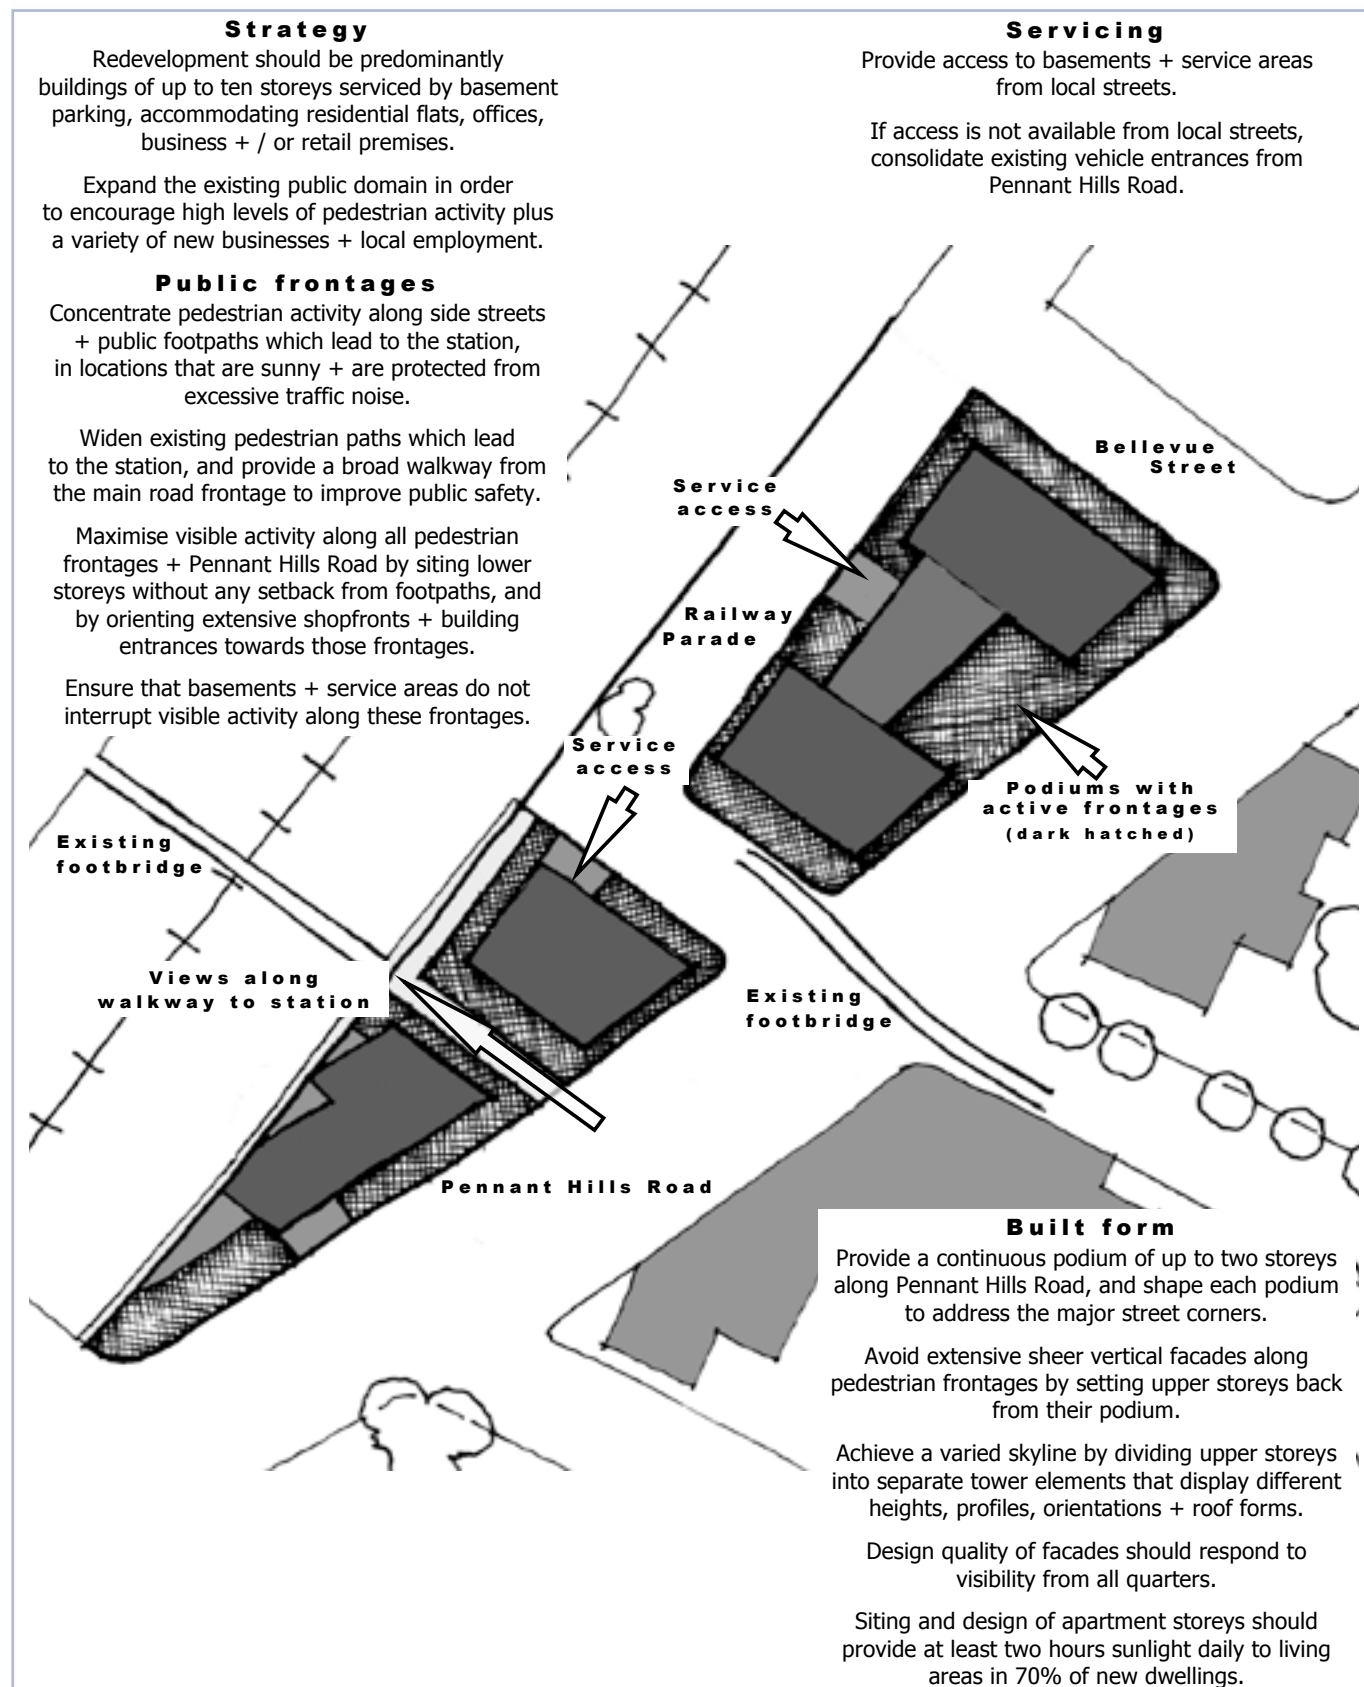 Strategy
Redevelopment should be predominantly
buildings of up to ten storeys serviced by basement
parking, accommodating residential flats, offices,
business + / or retail premises.
Expand the existing public domain in order
to encourage high levels of pedestrian activity plus
a variety of new businesses + local employment.
Public frontages
Concentrate pedestrian activity along side streets
+ public footpaths which lead to the station,
in locations that are sunny + are protected from
excessive traffic noise.
Widen existing pedestrian paths which lead
to the station, and provide a broad walkway from
the main road frontage to improve public safety.
Maximise visible activity along all pedestrian
frontages + Pennant Hills Road by siting lower
storeys without any setback from footpaths, and
by orienting extensive shopfronts + building
entrances towards those frontages.
Ensure that basements + service areas do not
interrupt visible activity along these frontages.
Servicing
Provide access to basements + service areas
from local streets.
If access is not available from local streets,
consolidate existing vehicle entrances from
Pennant Hills Road.
Bellevue
Street
Service
access
Railway
Parade
Service
access
Podiums with
active frontages
(dark hatched)
Existing
footbridge
Views along
walkway to station
Existing
footbridge
Pennant Hills Road
Built form
Provide a continuous podium of up to two storeys
along Pennant Hills Road, and shape each podium
to address the major street corners.
Avoid extensive sheer vertical facades along
pedestrian frontages by setting upper storeys back
from their podium.
Achieve a varied skyline by dividing upper storeys
into separate tower elements that display different
heights, profiles, orientations + roof forms.
Design quality of facades should respond to
visibility from all quarters.
Siting and design of apartment storeys should
provide at least two hours sunlight daily to living
areas in 70% of new dwellings.